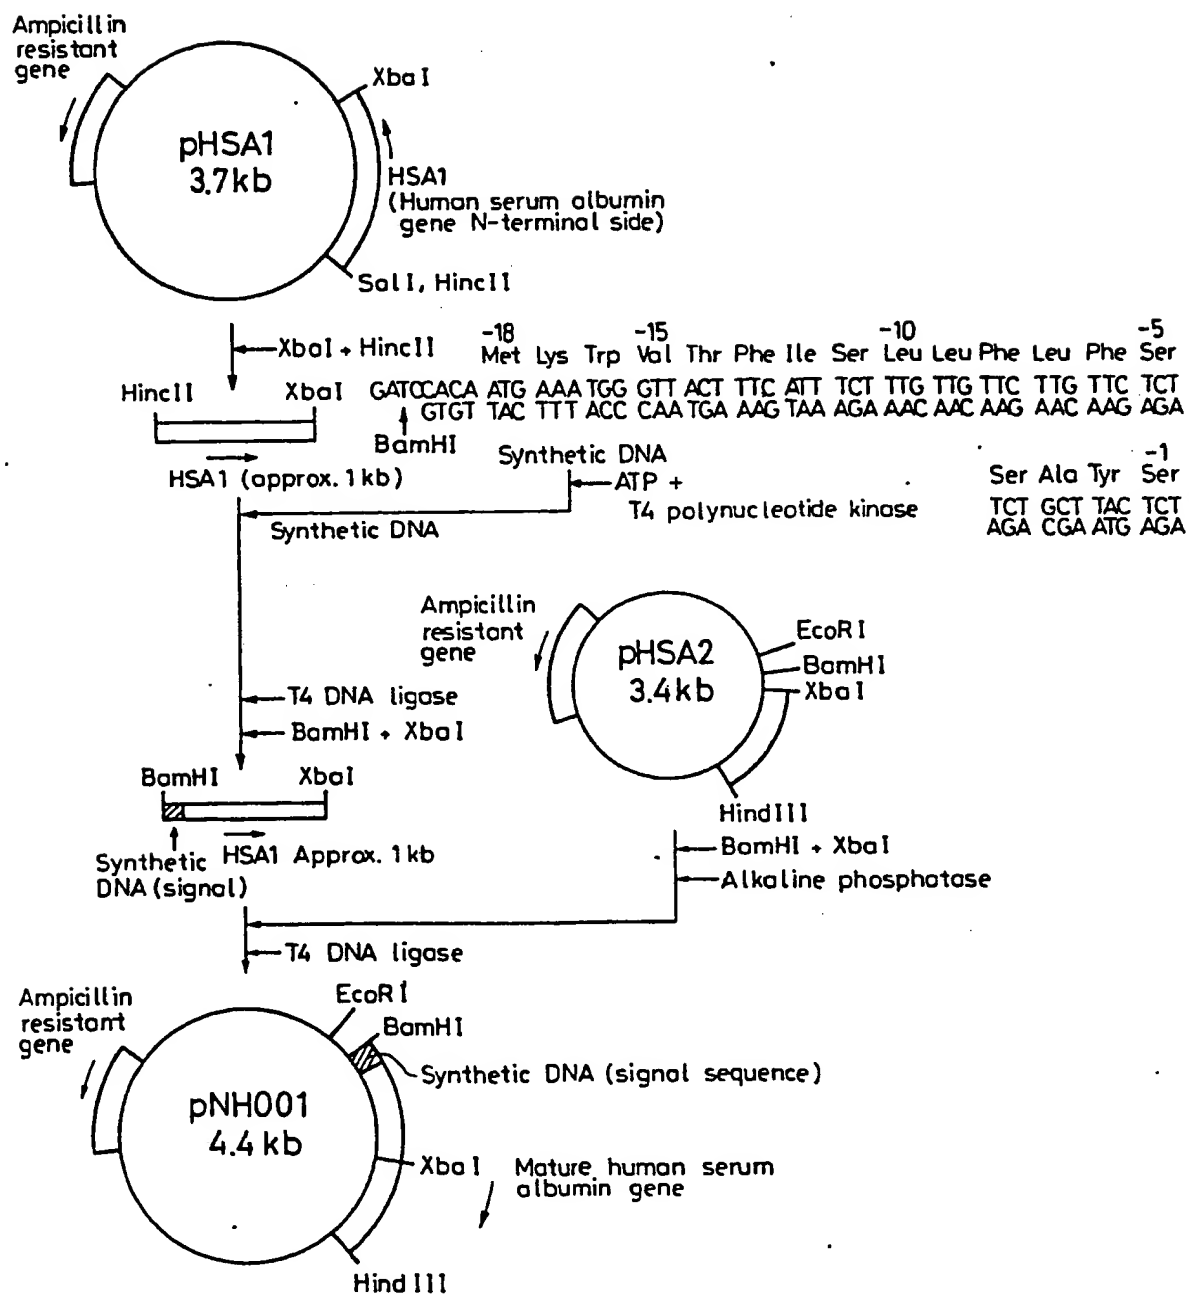 Ampicillin
resistant
gene
XbaI
pHSA1
3.7kb
HSA1
(Human serum albumin
gene N-terminal side)
SalI, HincII
XbaI + HincII
-18 -15 -10 -5
Met Lys Trp Val Thr Phe Ile Ser Leu Leu Phe Leu Phe Ser
GATCCACA ATG AAA TGG GTT ACT TTC ATT TCT TTG TTG TTC TTG TTC TCT
GTGT TAC TTT ACC CAA TGA AAG TAA AGA AAC AAC AAG AAC AAG AGA
BamHI
HincII XbaI
HSA1 (approx. 1kb)
Synthetic DNA
ATP +
T4 polynucleotide kinase
-1
Ser Ala Tyr Ser
TCT GCT TAC TCT
AGA CGA ATG AGA
Synthetic DNA
Ampicillin
resistant
gene
pHSA2
3.4kb
EcoRI
BamHI
XbaI
HindIII
T4 DNA ligase
BamHI + XbaI
BamHI XbaI
Synthetic
DNA (signal)
HSA1 Approx. 1kb
BamHI + XbaI
Alkaline phosphatase
T4 DNA ligase
Ampicillin
resistant
gene
EcoRI
BamHI
Synthetic DNA (signal sequence)
pNH001
4.4kb
XbaI
Mature human serum
albumin gene
Hind III